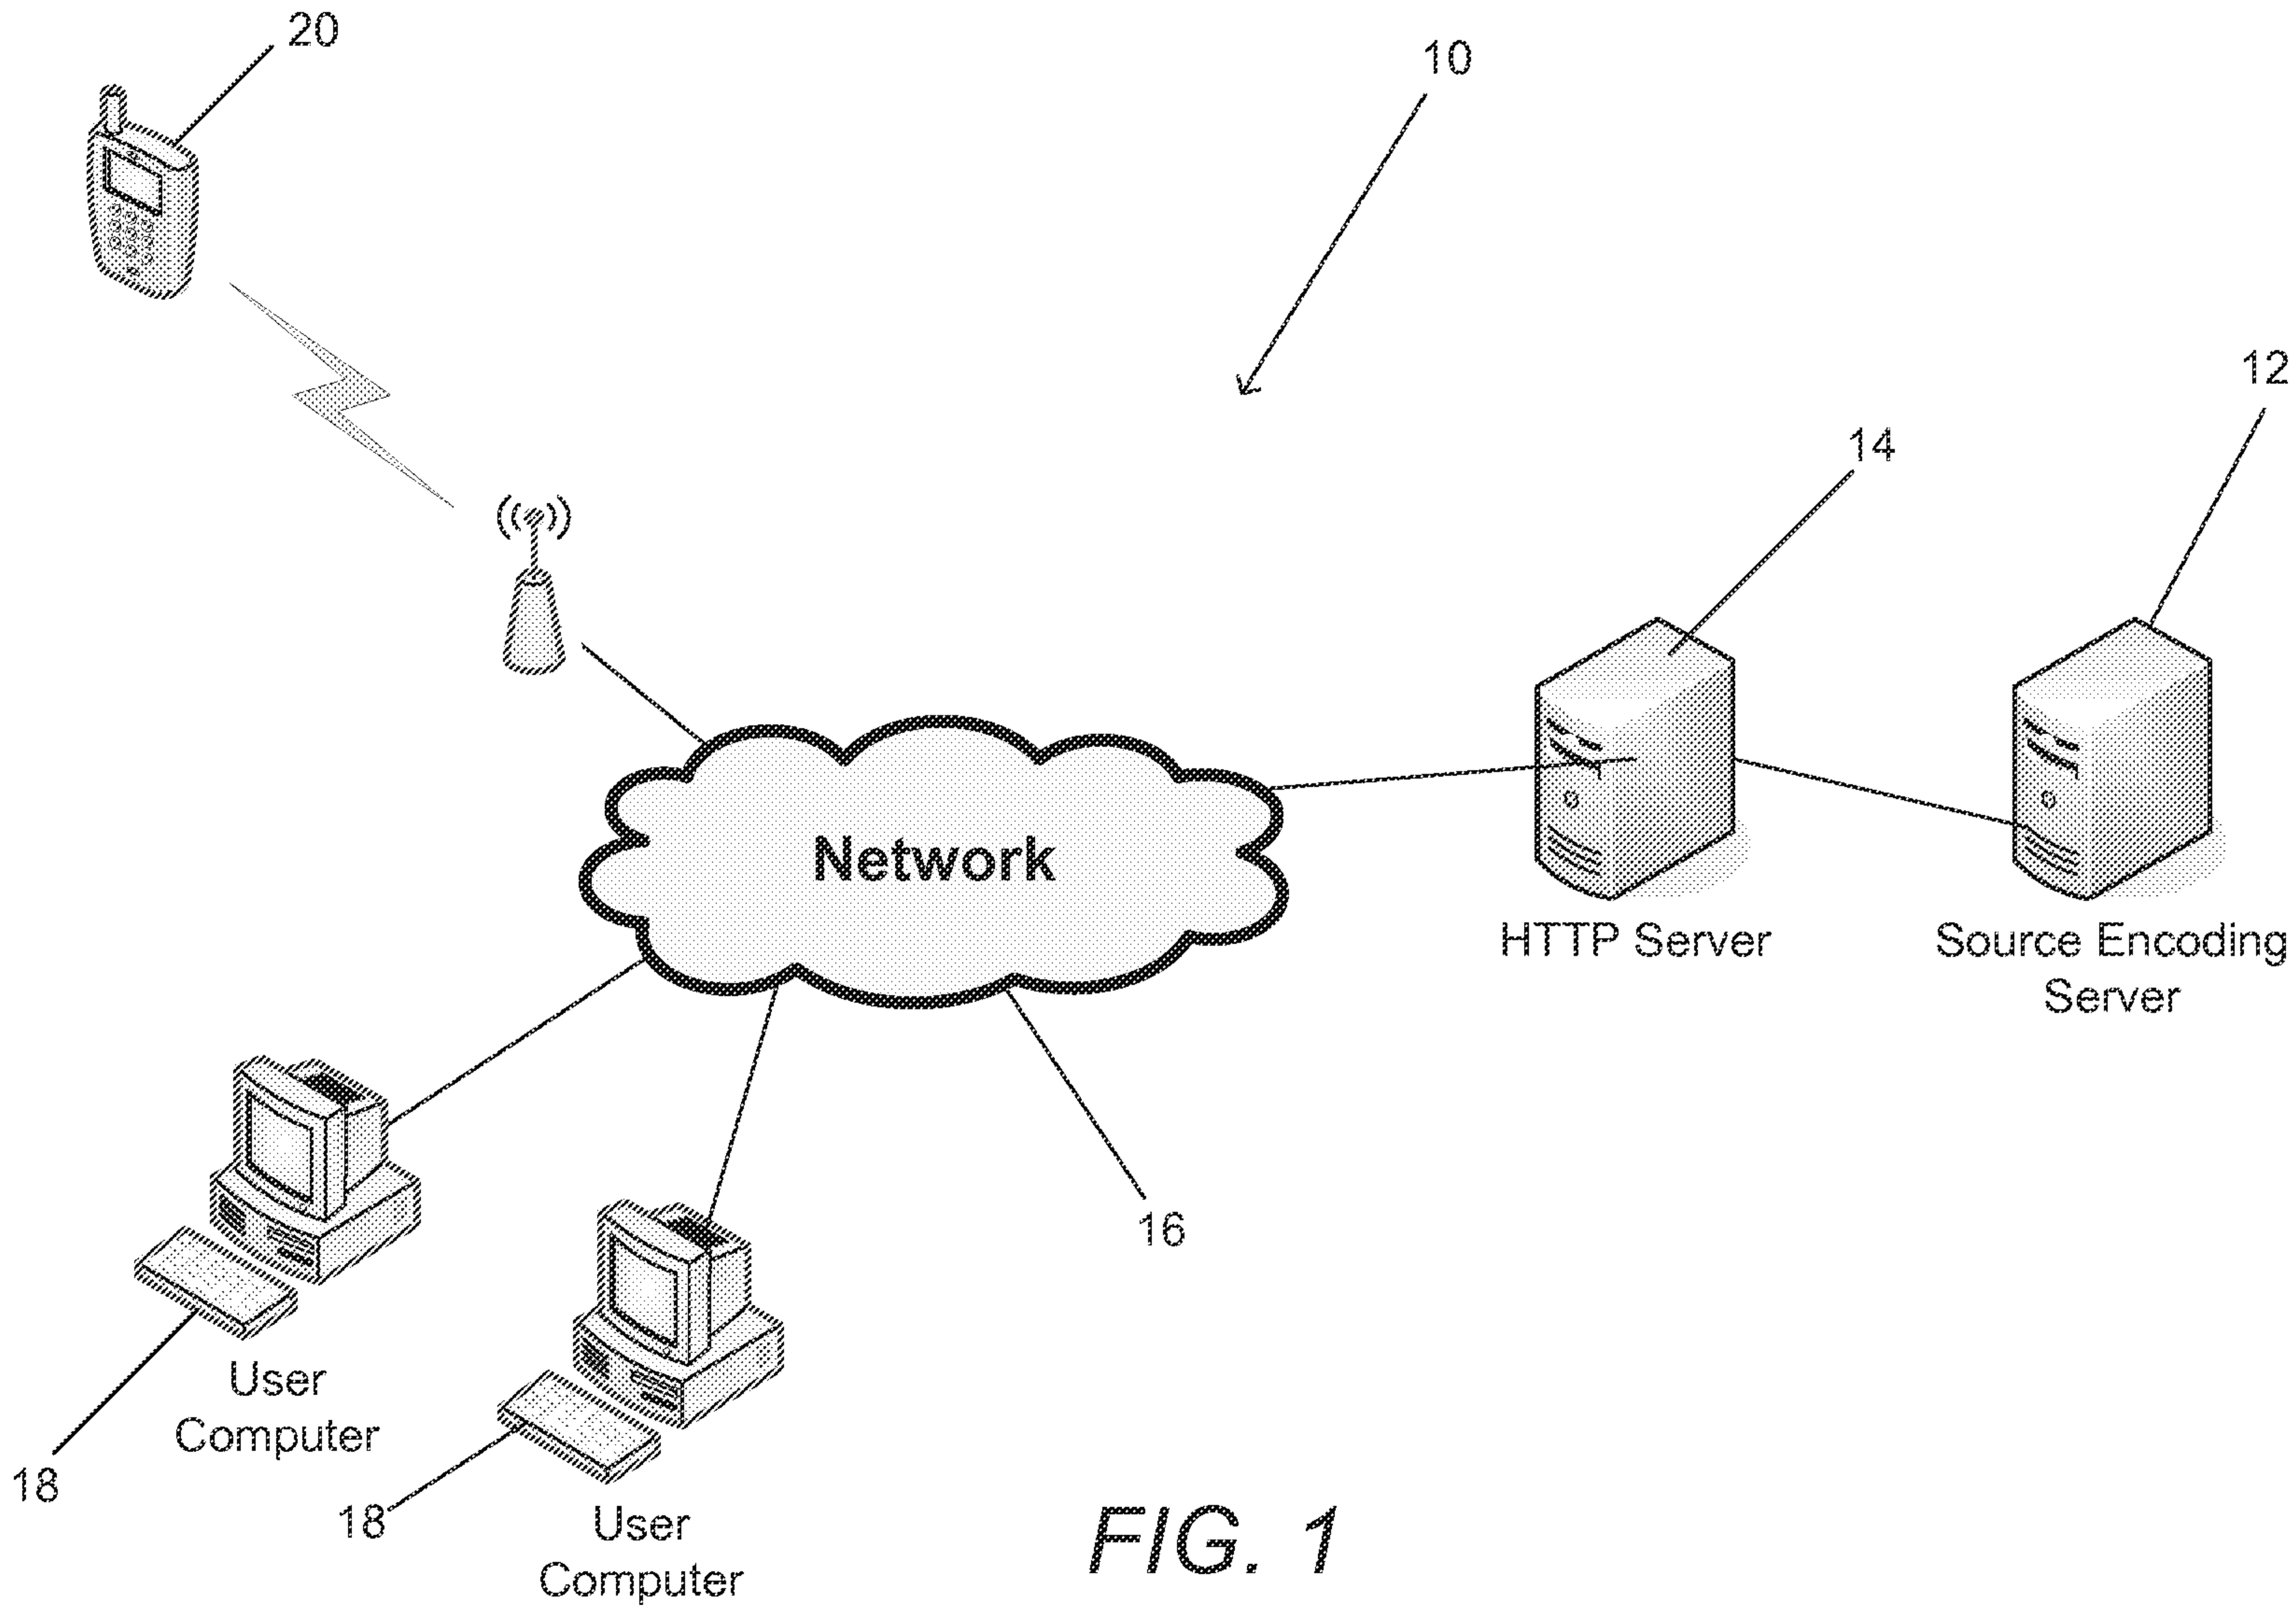 20
10
12
14
Network
HTTP Server
Source Encoding
Server
16
User
Computer
18
18
User
Computer
FIG. 1